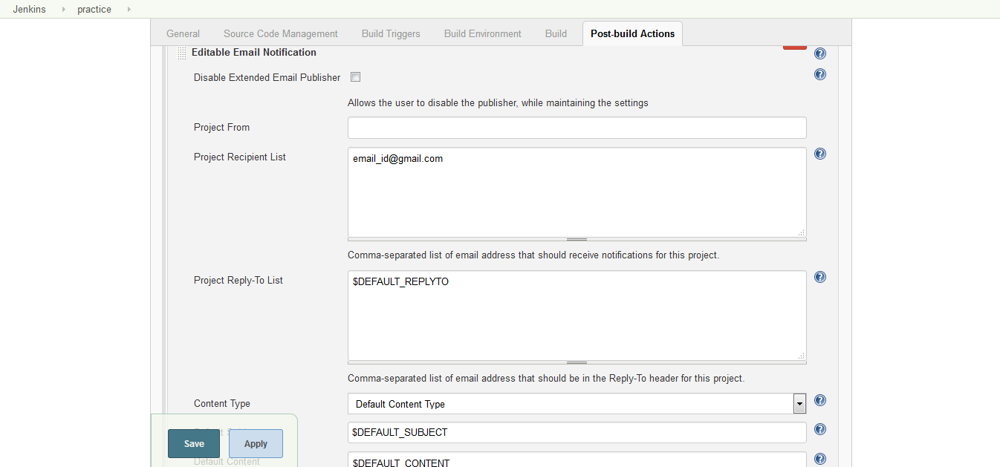 Jenkins practice
General Source Code Management Build Triggers Build Environment Build Post-build Actions
Editable Email Notification
Disable Extended Email Publisher
Allows the user to disable the publisher, while maintaining the settings
Project From
Project Recipient List
email_id@gmail.com
Comma-separated list of email address that should receive notifications for this project.
Project Reply-To List
$DEFAULT_REPLYTO
Comma-separated list of email address that should be in the Reply-To header for this project.
Content Type
Default Content Type
$DEFAULT_SUBJECT
Save Apply
Default Content
$DEFAULT_CONTENT